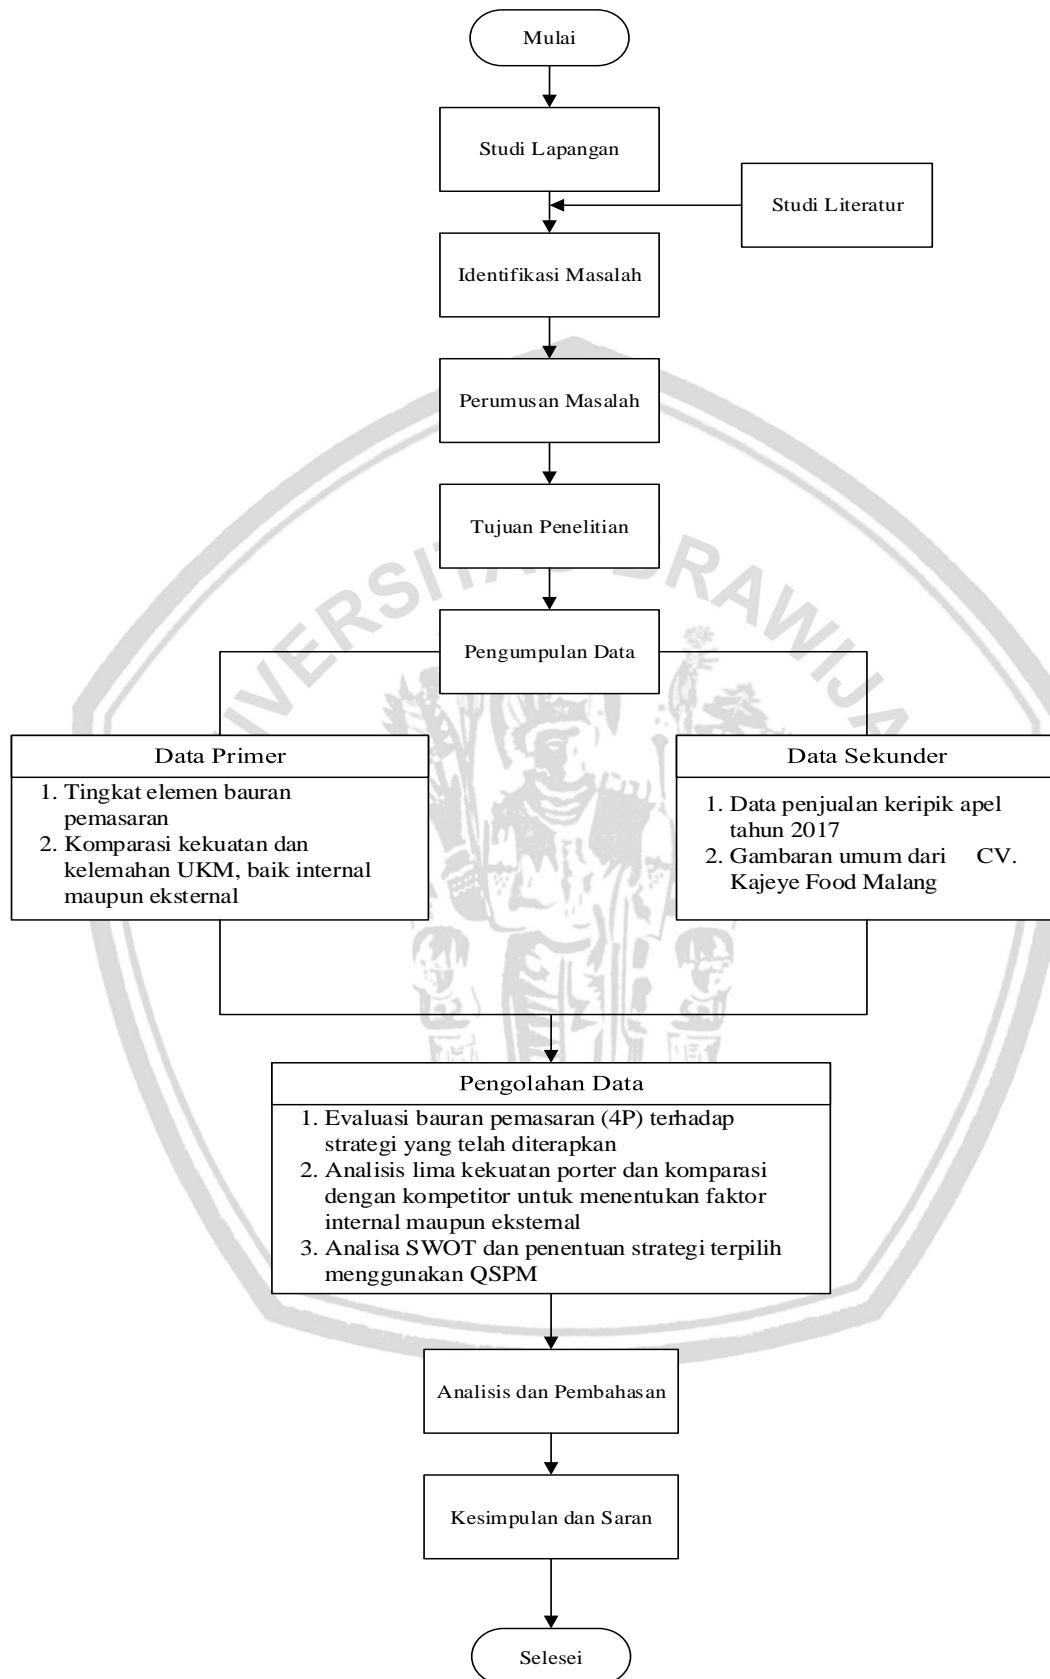 Mulai
Studi Lapangan
Studi Literatur
Identifikasi Masalah
Perumusan Masalah
Tujuan Penelitian
UNIVERSITAS BRAWIJAYA
Pengumpulan Data
Data Primer
1. Tingkat elemen bauran
pemasaran
2. Komparasi kekuatan dan
kelemahan UKM, baik internal
maupun eksternal
Data Sekunder
1. Data penjualan keripik apel
tahun 2017
2. Gambaran umum dari CV.
Kajeye Food Malang
Pengolahan Data
1. Evaluasi bauran pemasaran (4P) terhadap
strategi yang telah diterapkan
2. Analisis lima kekuatan porter dan komparasi
dengan kompetitor untuk menentukan faktor
internal maupun eksternal
3. Analisa SWOT dan penentuan strategi terpilih
menggunakan QSPM
Analisis dan Pembahasan
Kesimpulan dan Saran
Selesei